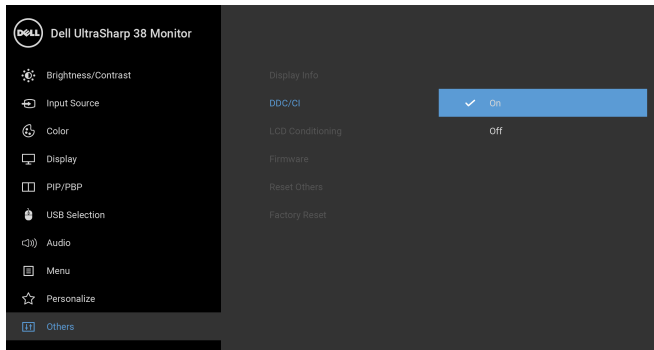 DELL Dell UltraSharp 38 Monitor
Brightness/Contrast
Input Source
Color
Display
PIP/PBP
USB Selection
Audio
Menu
Personalize
Others
Display Info
DDC/CI
LCD Conditioning
Firmware
Reset Others
Factory Reset
On
Off